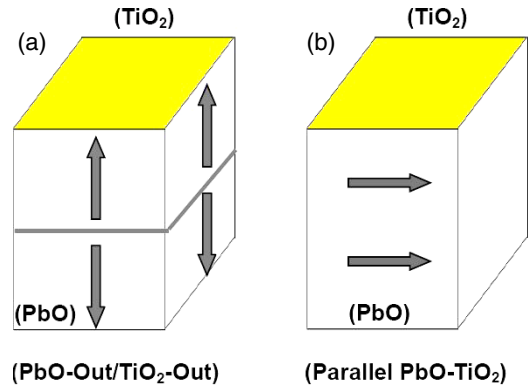 (TiO₂)
(a)
(PbO)
(PbO-Out/TiO₂-Out)
(TiO₂)
(b)
(PbO)
(Parallel PbO-TiO₂)